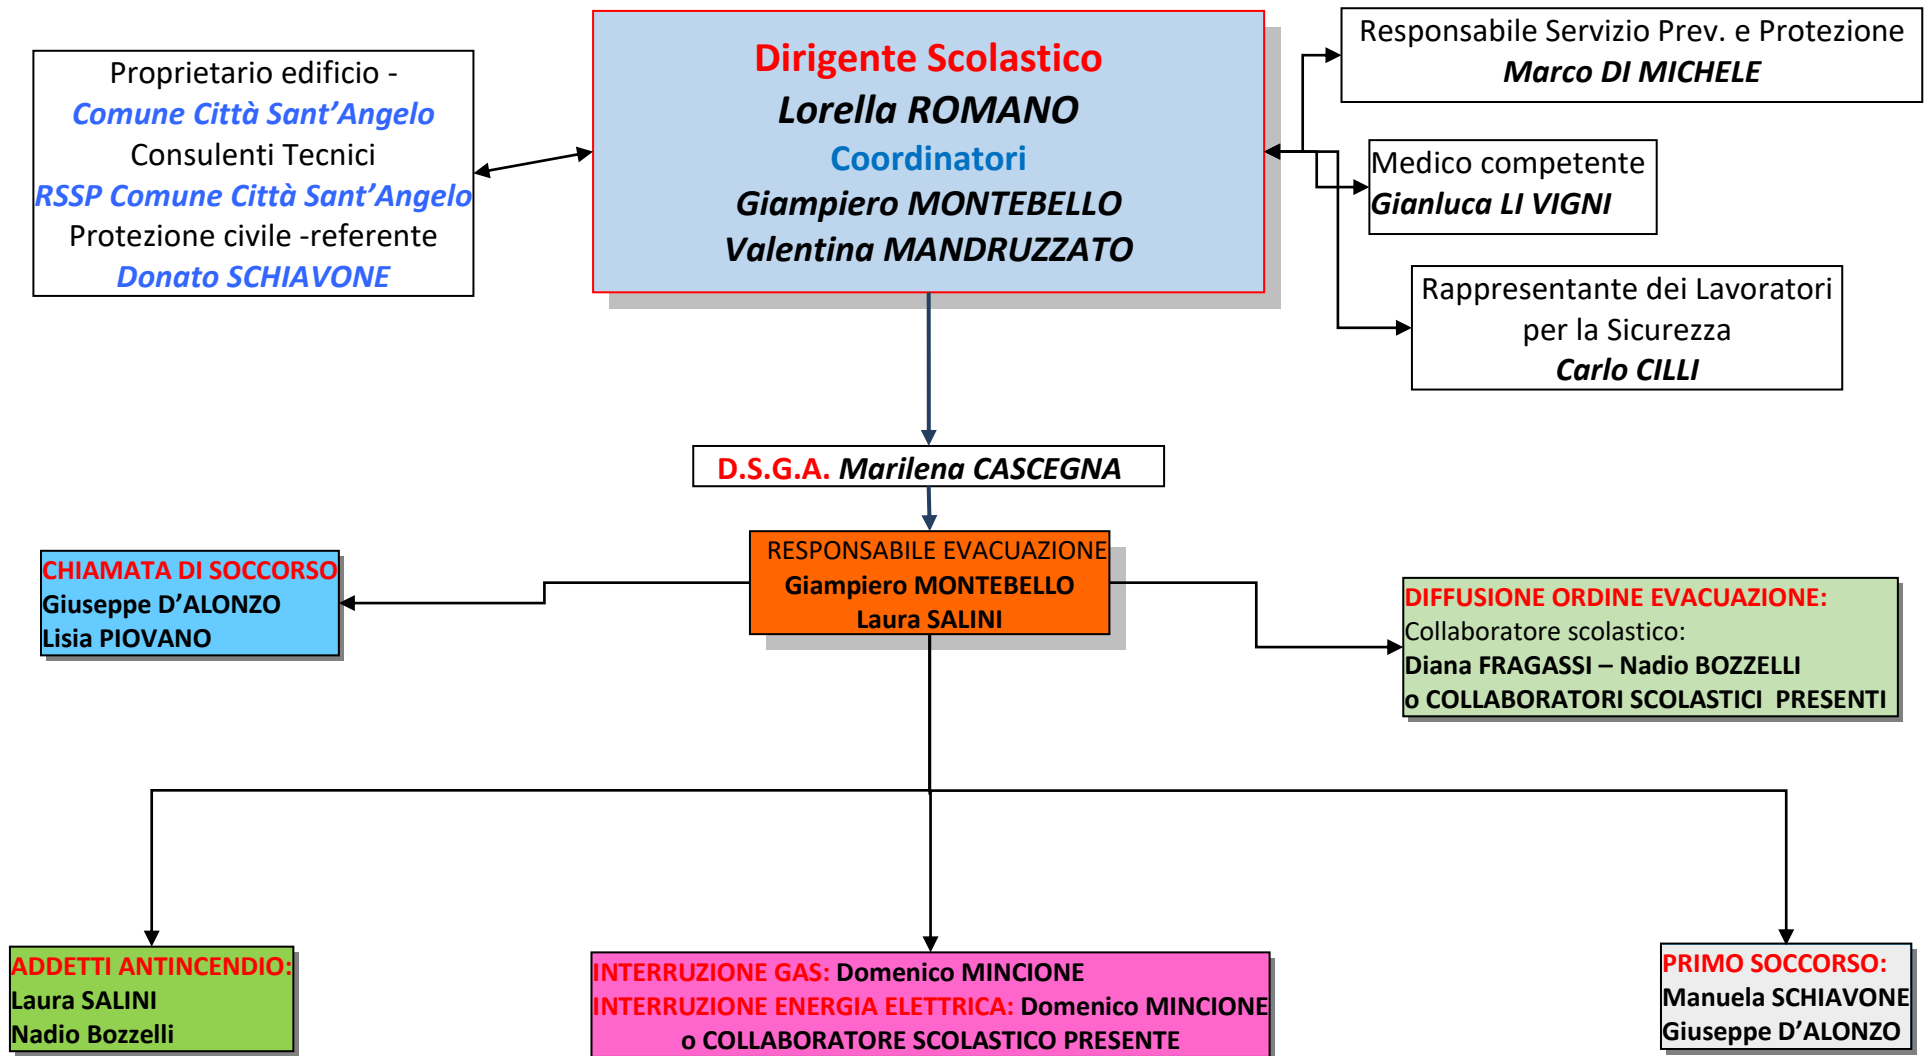 Proprietario edificio -
Comune Città Sant'Angelo
Consulenti Tecnici
RSSP Comune Città Sant'Angelo
Protezione civile -referente
Donato SCHIAVONE
Dirigente Scolastico
Lorella ROMANO
Coordinatori
Giampiero MONTEBELLO
Valentina MANDRUZZATO
Responsabile Servizio Prev. e Protezione
Marco DI MICHELE
Medico competente
Gianluca LI VIGNI
Rappresentante dei Lavoratori
per la Sicurezza
Carlo CILLI
D.S.G.A. Marilena CASCEGNA
RESPONSABILE EVACUAZIONE
Giampiero MONTEBELLO
Laura SALINI
CHIAMATA DI SOCCORSO
Giuseppe D'ALONZO
Lisia PIOVANO
DIFFUSIONE ORDINE EVACUAZIONE:
Collaboratore scolastico:
Diana FRAGASSI – Nadio BOZZELLI
o COLLABORATORI SCOLASTICI PRESENTI
ADDETTI ANTINCENDIO:
Laura SALINI
Nadio Bozzelli
INTERRUZIONE GAS: Domenico MINCIONE
INTERRUZIONE ENERGIA ELETTRICA: Domenico MINCIONE
o COLLABORATORE SCOLASTICO PRESENTE
PRIMO SOCCORSO:
Manuela SCHIAVONE
Giuseppe D'ALONZO